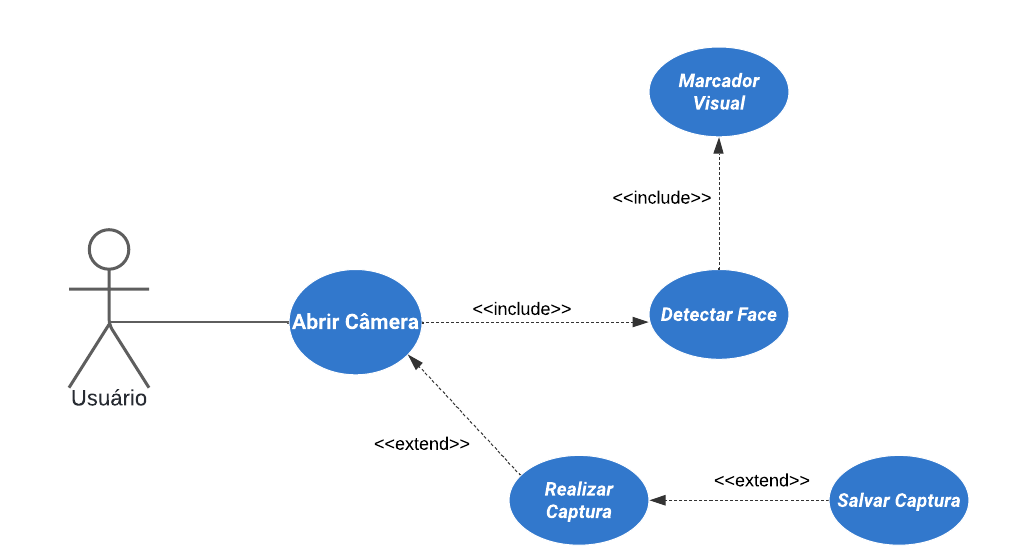 Marcador
Visual
<<include>>
Abrir Câmera
<<include>>
Detectar Face
Usuário
<<extend>>
Realizar
Captura
<<extend>>
Salvar Captura